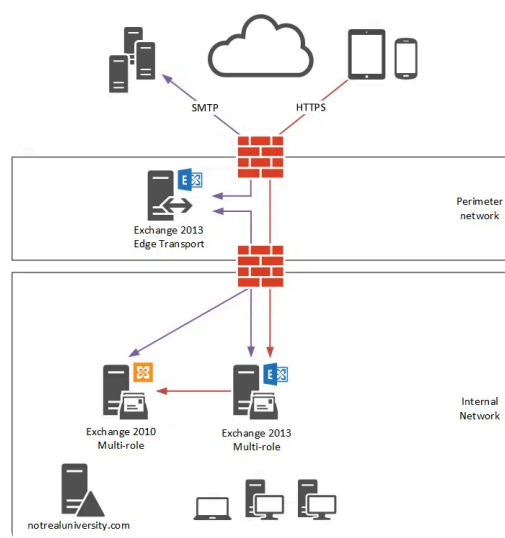 SMTP
HTTPS
Perimeter
network
Exchange 2013
Edge Transport
Internal
Network
Exchange 2010
Multi-role
Exchange 2013
Multi-role
notrealuniversity.com